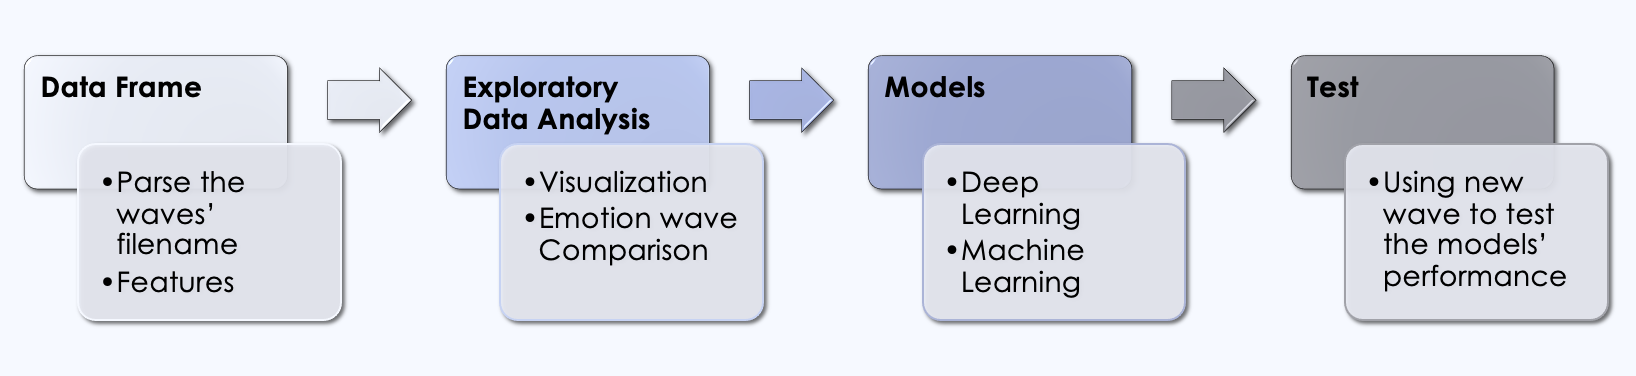 Data Frame
•Parse the
waves’
filename
•Features
Exploratory
Data Analysis
•Visualization
•Emotion wave
Comparison
Models
•Deep
Learning
•Machine
Learning
Test
•Using new
wave to test
the models’
performance